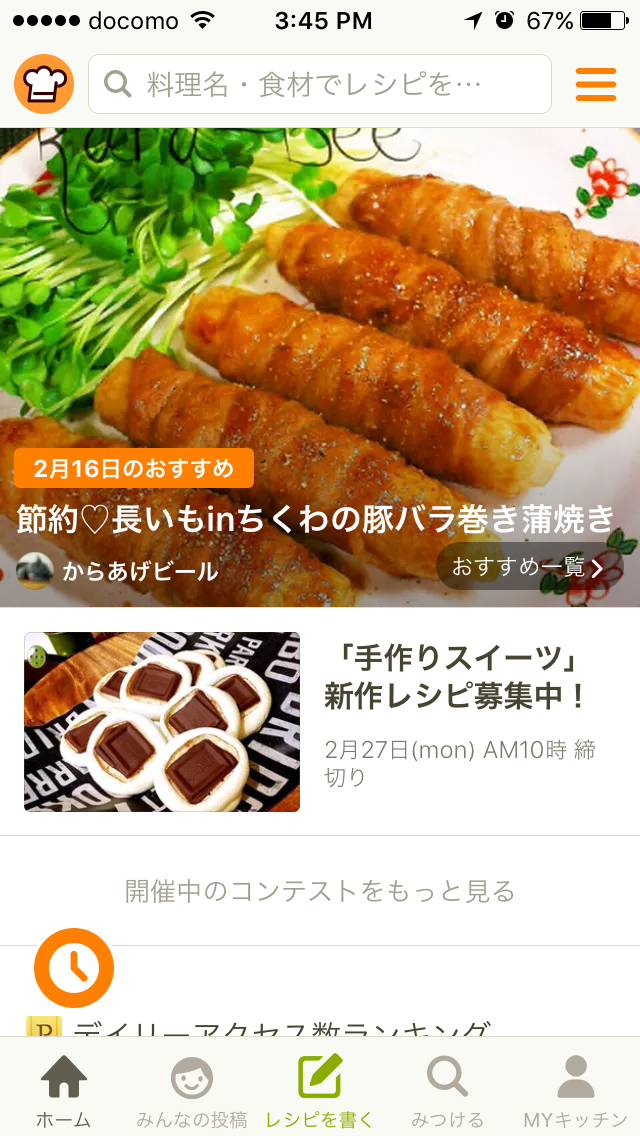 docomo 3:45 PM 67%
料理名・食材でレシピを…
2月16日のおすすめ
節約♡長いもinちくわの豚バラ巻き蒲焼き
からあげビール
おすすめ一覧
「手作りスイーツ」
新作レシピ募集中！
2月27日(mon) AM10時 締
切り
開催中のコンテストをもっと見る
P デイリーアクセス数ランキング
ホーム みんなの投稿 レシピを書く みつける MYキッチン